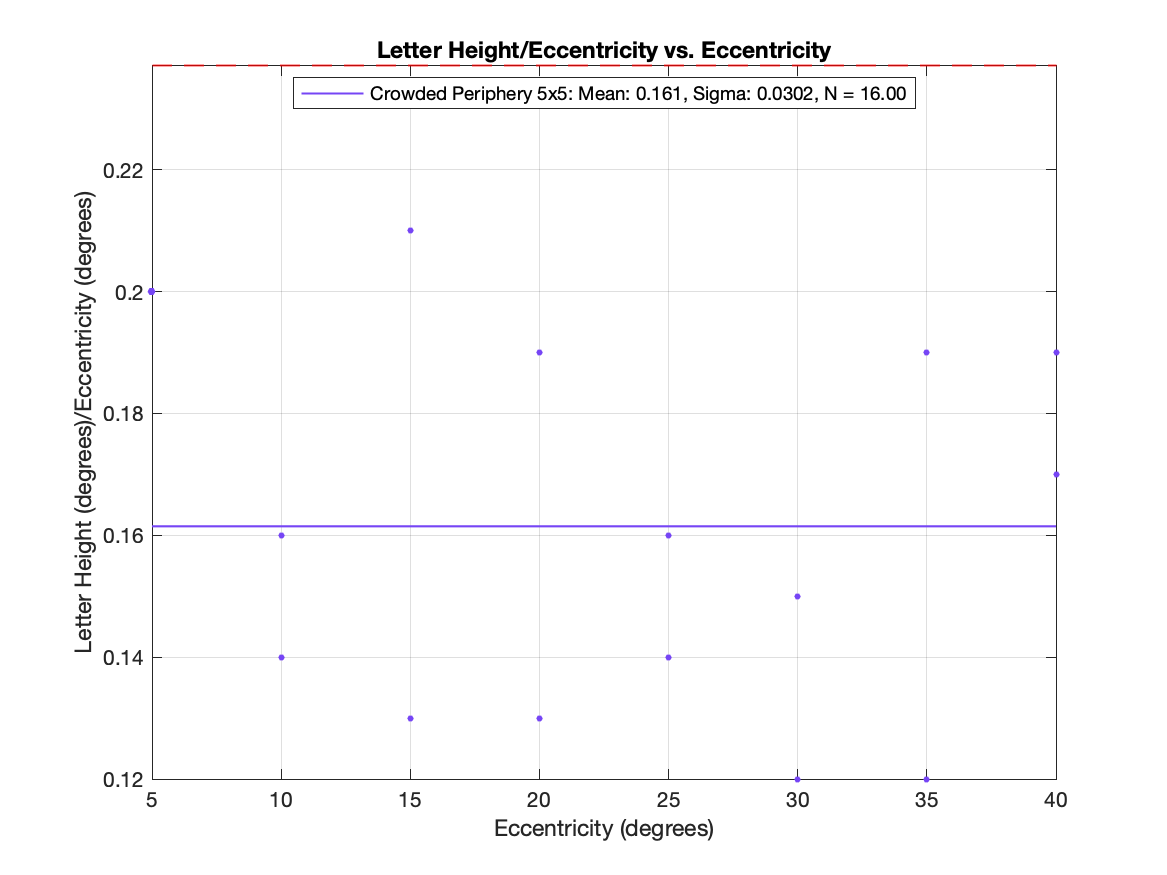 Letter Height/Eccentricity vs. Eccentricity
Crowded Periphery 5x5: Mean: 0.161, Sigma: 0.0302, N = 16.00
Letter Height (degrees)/Eccentricity (degrees)
0.22
0.2
0.18
0.16
0.14
0.12
5 10 15 20 25 30 35 40
Eccentricity (degrees)